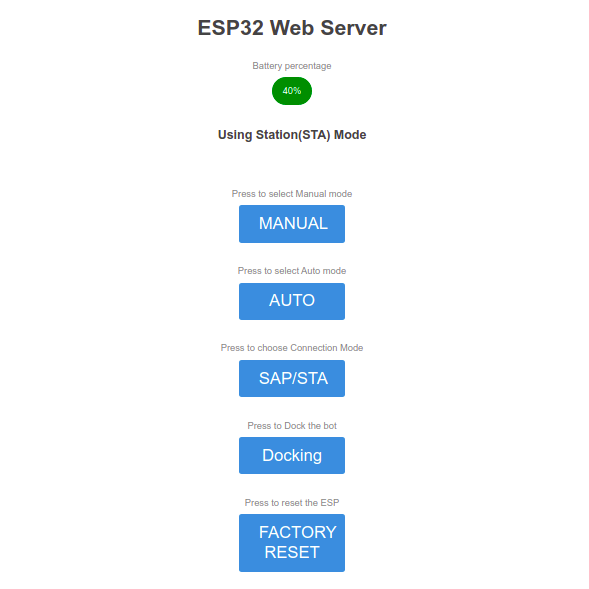 ESP32 Web Server
Battery percentage
40%
Using Station(STA) Mode
Press to select Manual mode
MANUAL
Press to select Auto mode
AUTO
Press to choose Connection Mode
SAP/STA
Press to Dock the bot
Docking
Press to reset the ESP
FACTORY
RESET